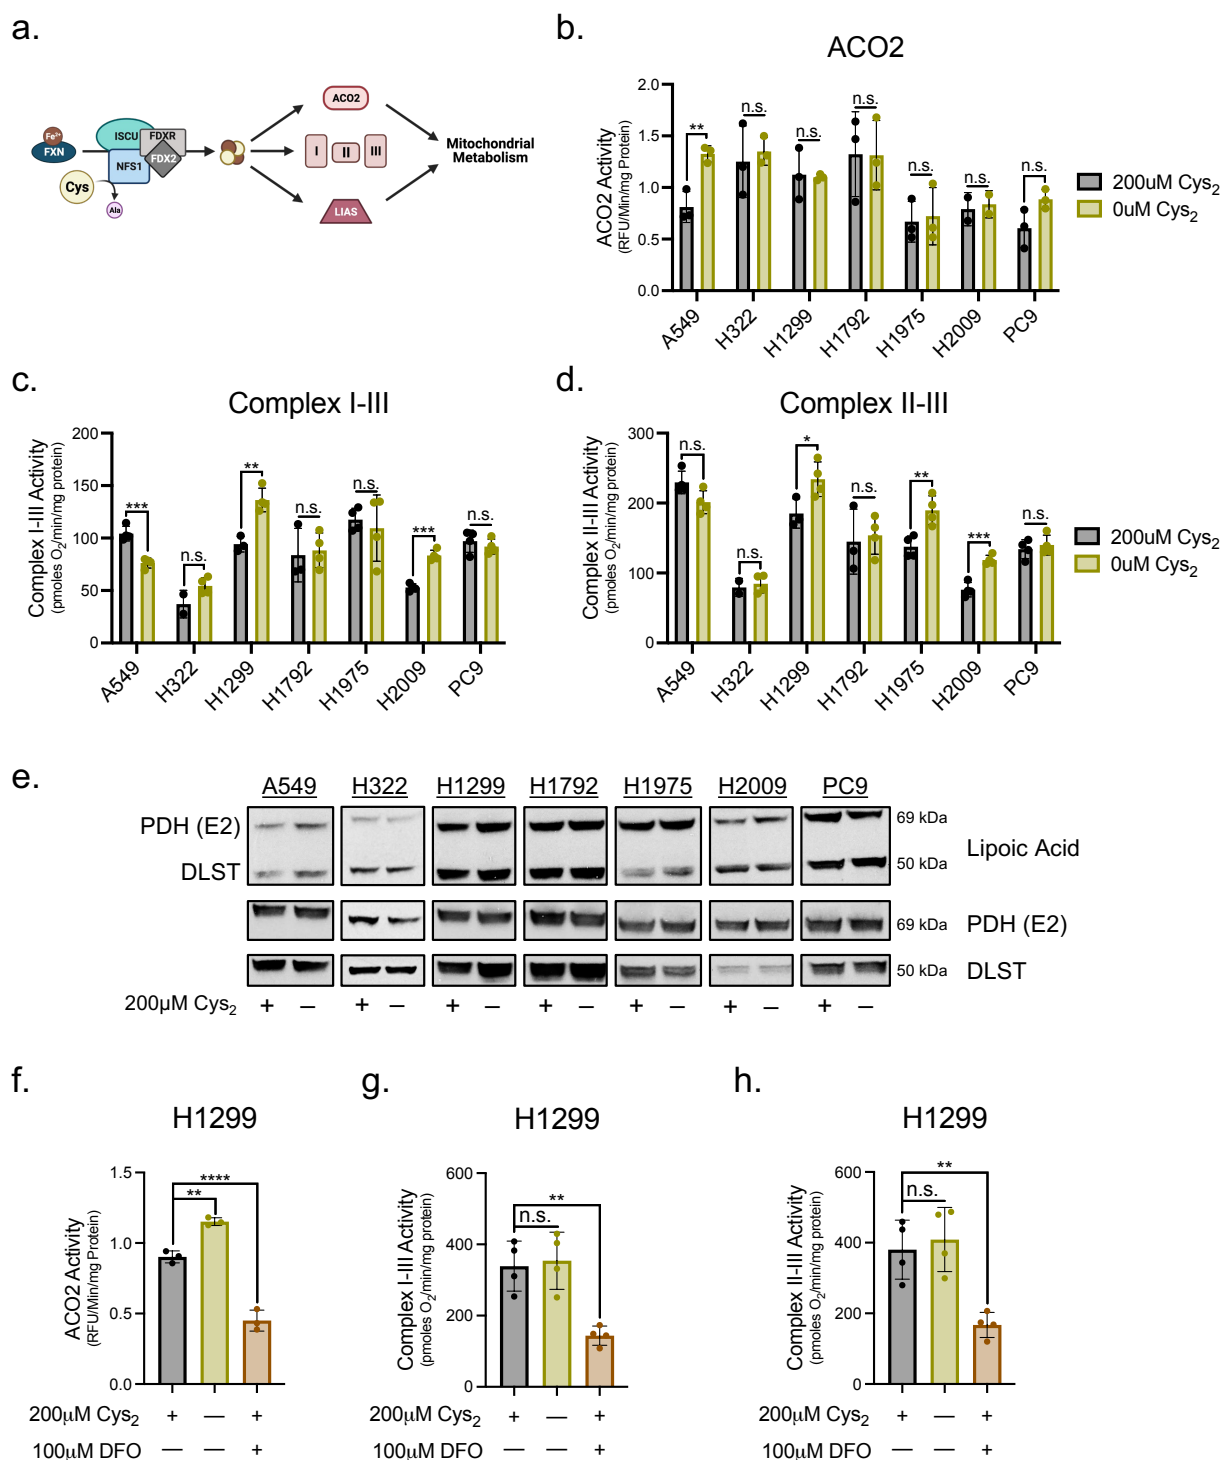 a.
Fe²⁺
FXN
ISCU
FDXR
FDX2
NFS1
Cys
Ala
ACO2
I II III
LIAS
Mitochondrial
Metabolism
b.
ACO2
ACO2 Activity
(RFU/Min/mg Protein)
2.0
1.5
1.0
0.5
0.0
** n.s. n.s. n.s. n.s. n.s. n.s.
A549 H322 H1299 H1792 H1975 H2009 PC9
200uM Cys₂
0uM Cys₂
c.
Complex I-III
Complex I-III Activity
(pmoles O₂/min/mg protein)
200
150
100
50
0
*** n.s. ** n.s. n.s. *** n.s.
A549 H322 H1299 H1792 H1975 H2009 PC9
d.
Complex II-III
Complex II-III Activity
(pmoles O₂/min/mg protein)
300
200
100
0
n.s. n.s. * n.s. ** *** n.s.
A549 H322 H1299 H1792 H1975 H2009 PC9
200uM Cys₂
0uM Cys₂
e.
A549 H322 H1299 H1792 H1975 H2009 PC9
PDH (E2) 69 kDa
Lipoic Acid
DLST 50 kDa
69 kDa PDH (E2)
50 kDa DLST
200μM Cys₂ + – + – + – + – + – + – + –
f.
H1299
ACO2 Activity
(RFU/Min/mg Protein)
1.5
1.0
0.5
0.0
****
**
200μM Cys₂ + — +
100μM DFO — — +
g.
H1299
Complex I-III Activity
(pmoles O₂/min/mg protein)
600
400
200
0
**
n.s.
200μM Cys₂ + — +
100μM DFO — — +
h.
H1299
Complex II-III Activity
(pmoles O₂/min/mg protein)
600
400
200
0
**
n.s.
200μM Cys₂ + — +
100μM DFO — — +